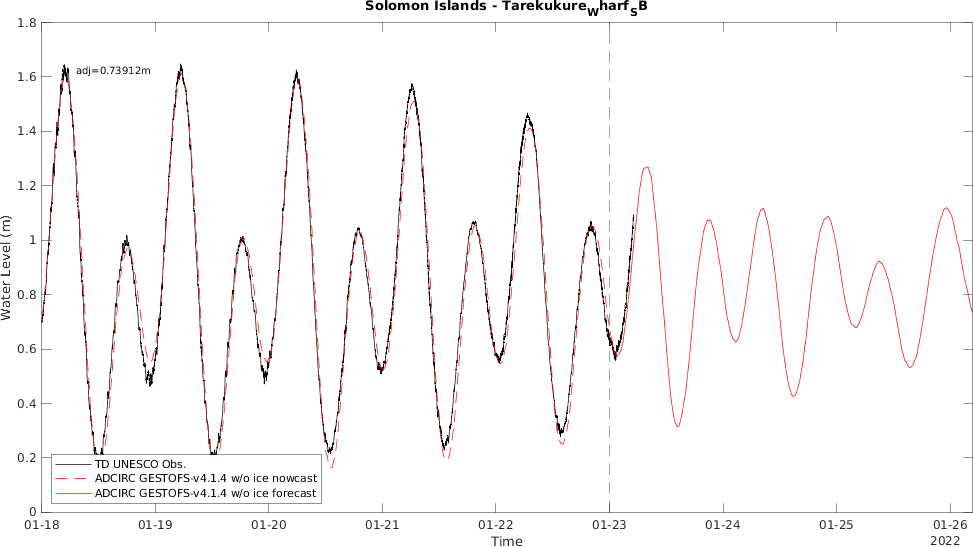 Solomon Islands - Tarekukure_Wharf_SB
1.8
1.6
1.4
1.2
1
0.8
0.6
0.4
0.2
0
Water Level (m)
adj=0.73912m
TD UNESCO Obs.
ADCIRC GESTOFS-v4.1.4 w/o ice nowcast
ADCIRC GESTOFS-v4.1.4 w/o ice forecast
01-18 01-19 01-20 01-21 01-22 01-23 01-24 01-25 01-26
Time
2022